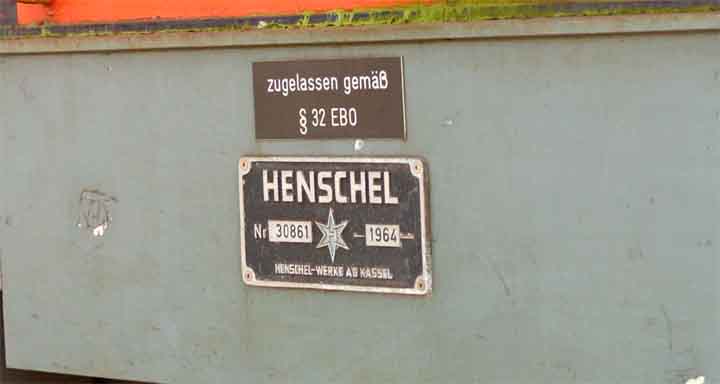 zugelassen gemäß
§ 32 EBO
HENSCHEL
Nr 30861 1964
HENSCHEL-WERKE AG KASSEL